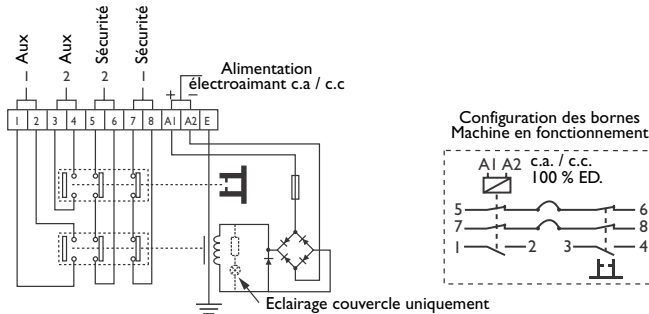 1 Aux
2 Aux
2 Sécurité
1 Sécurité
Alimentation
électroaimant c.a / c.c
+ −
1 2 3 4 5 6 7 8 A1 A2 E
Eclairage couvercle uniquement
Configuration des bornes
Machine en fonctionnement
A1 A2 c.a. / c.c.
100 % ED.
5 6
7 8
1 2 3 4